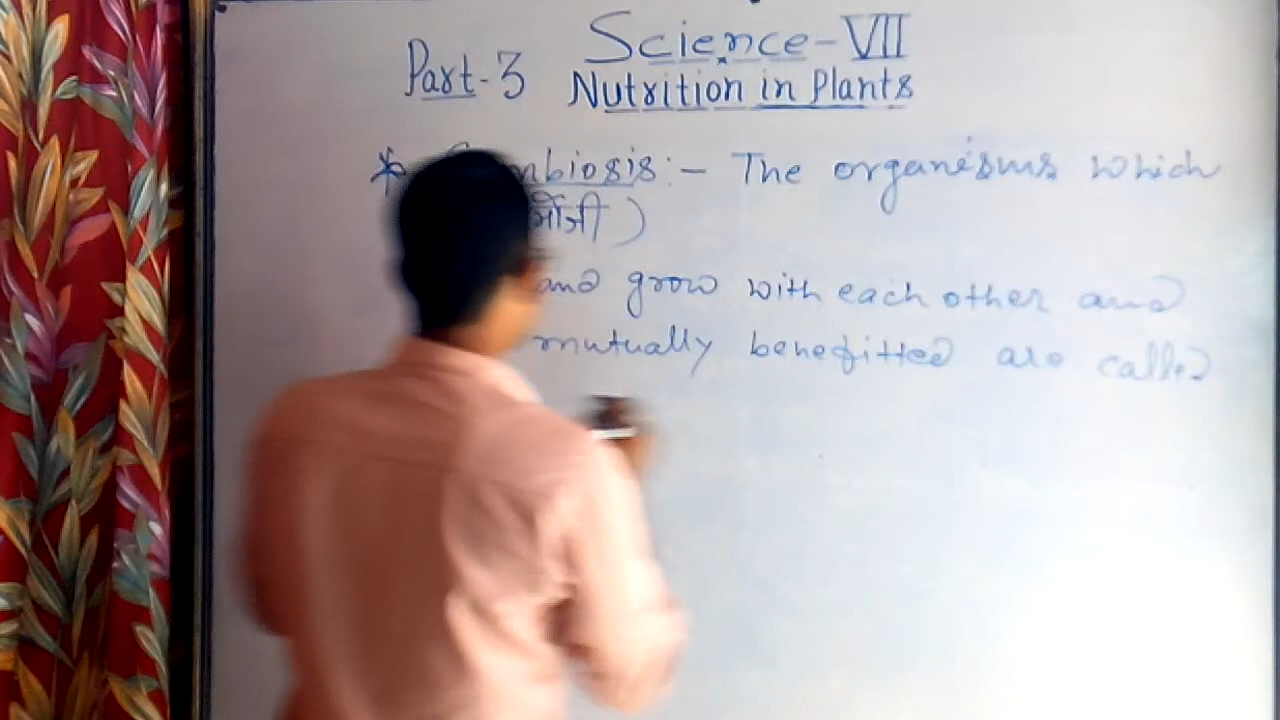 Science-VII
Part-3 Nutrition in Plants
* :- The organisms which
and grow with each other and
mutually benefitted are called